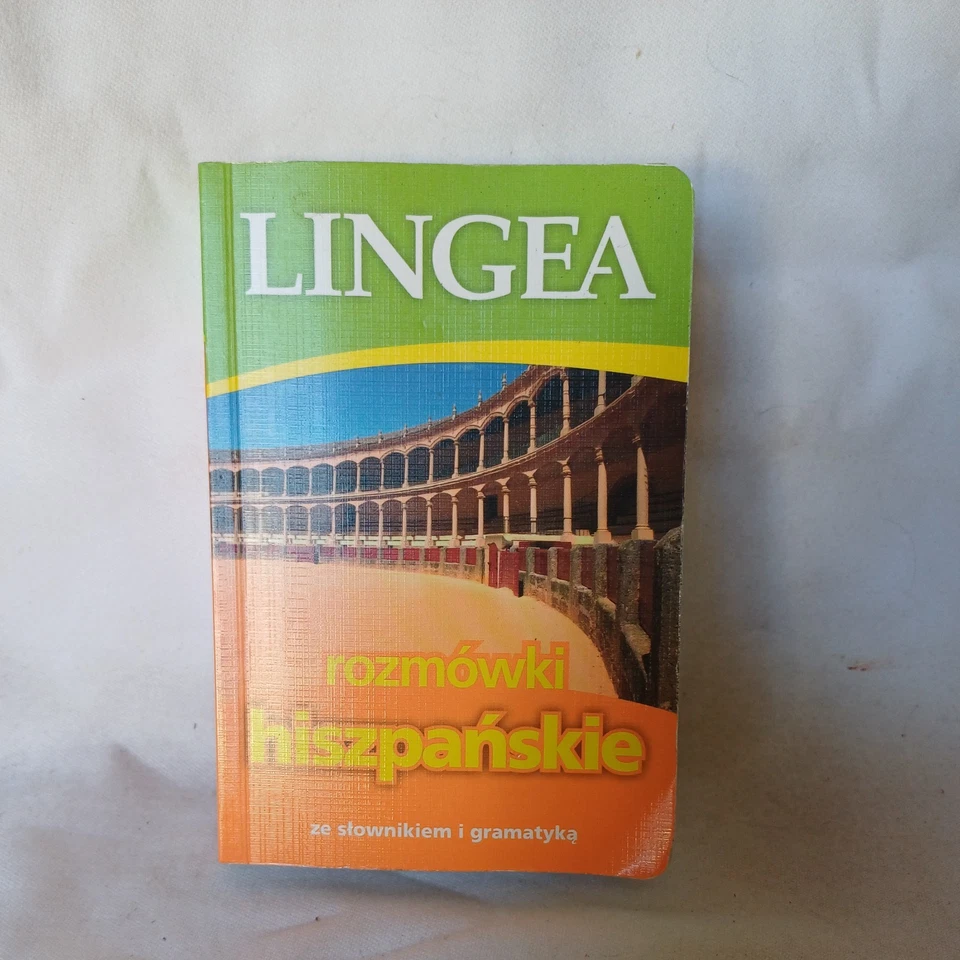 LINGEA
rozmówki
hiszpańskie
ze słownikiem i gramatyką